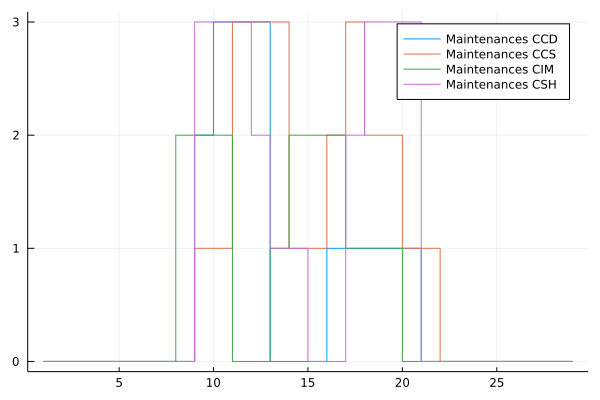 3
Maintenances CCD
Maintenances CCS
Maintenances CIM
Maintenances CSH
2
1
0
5 10 15 20 25